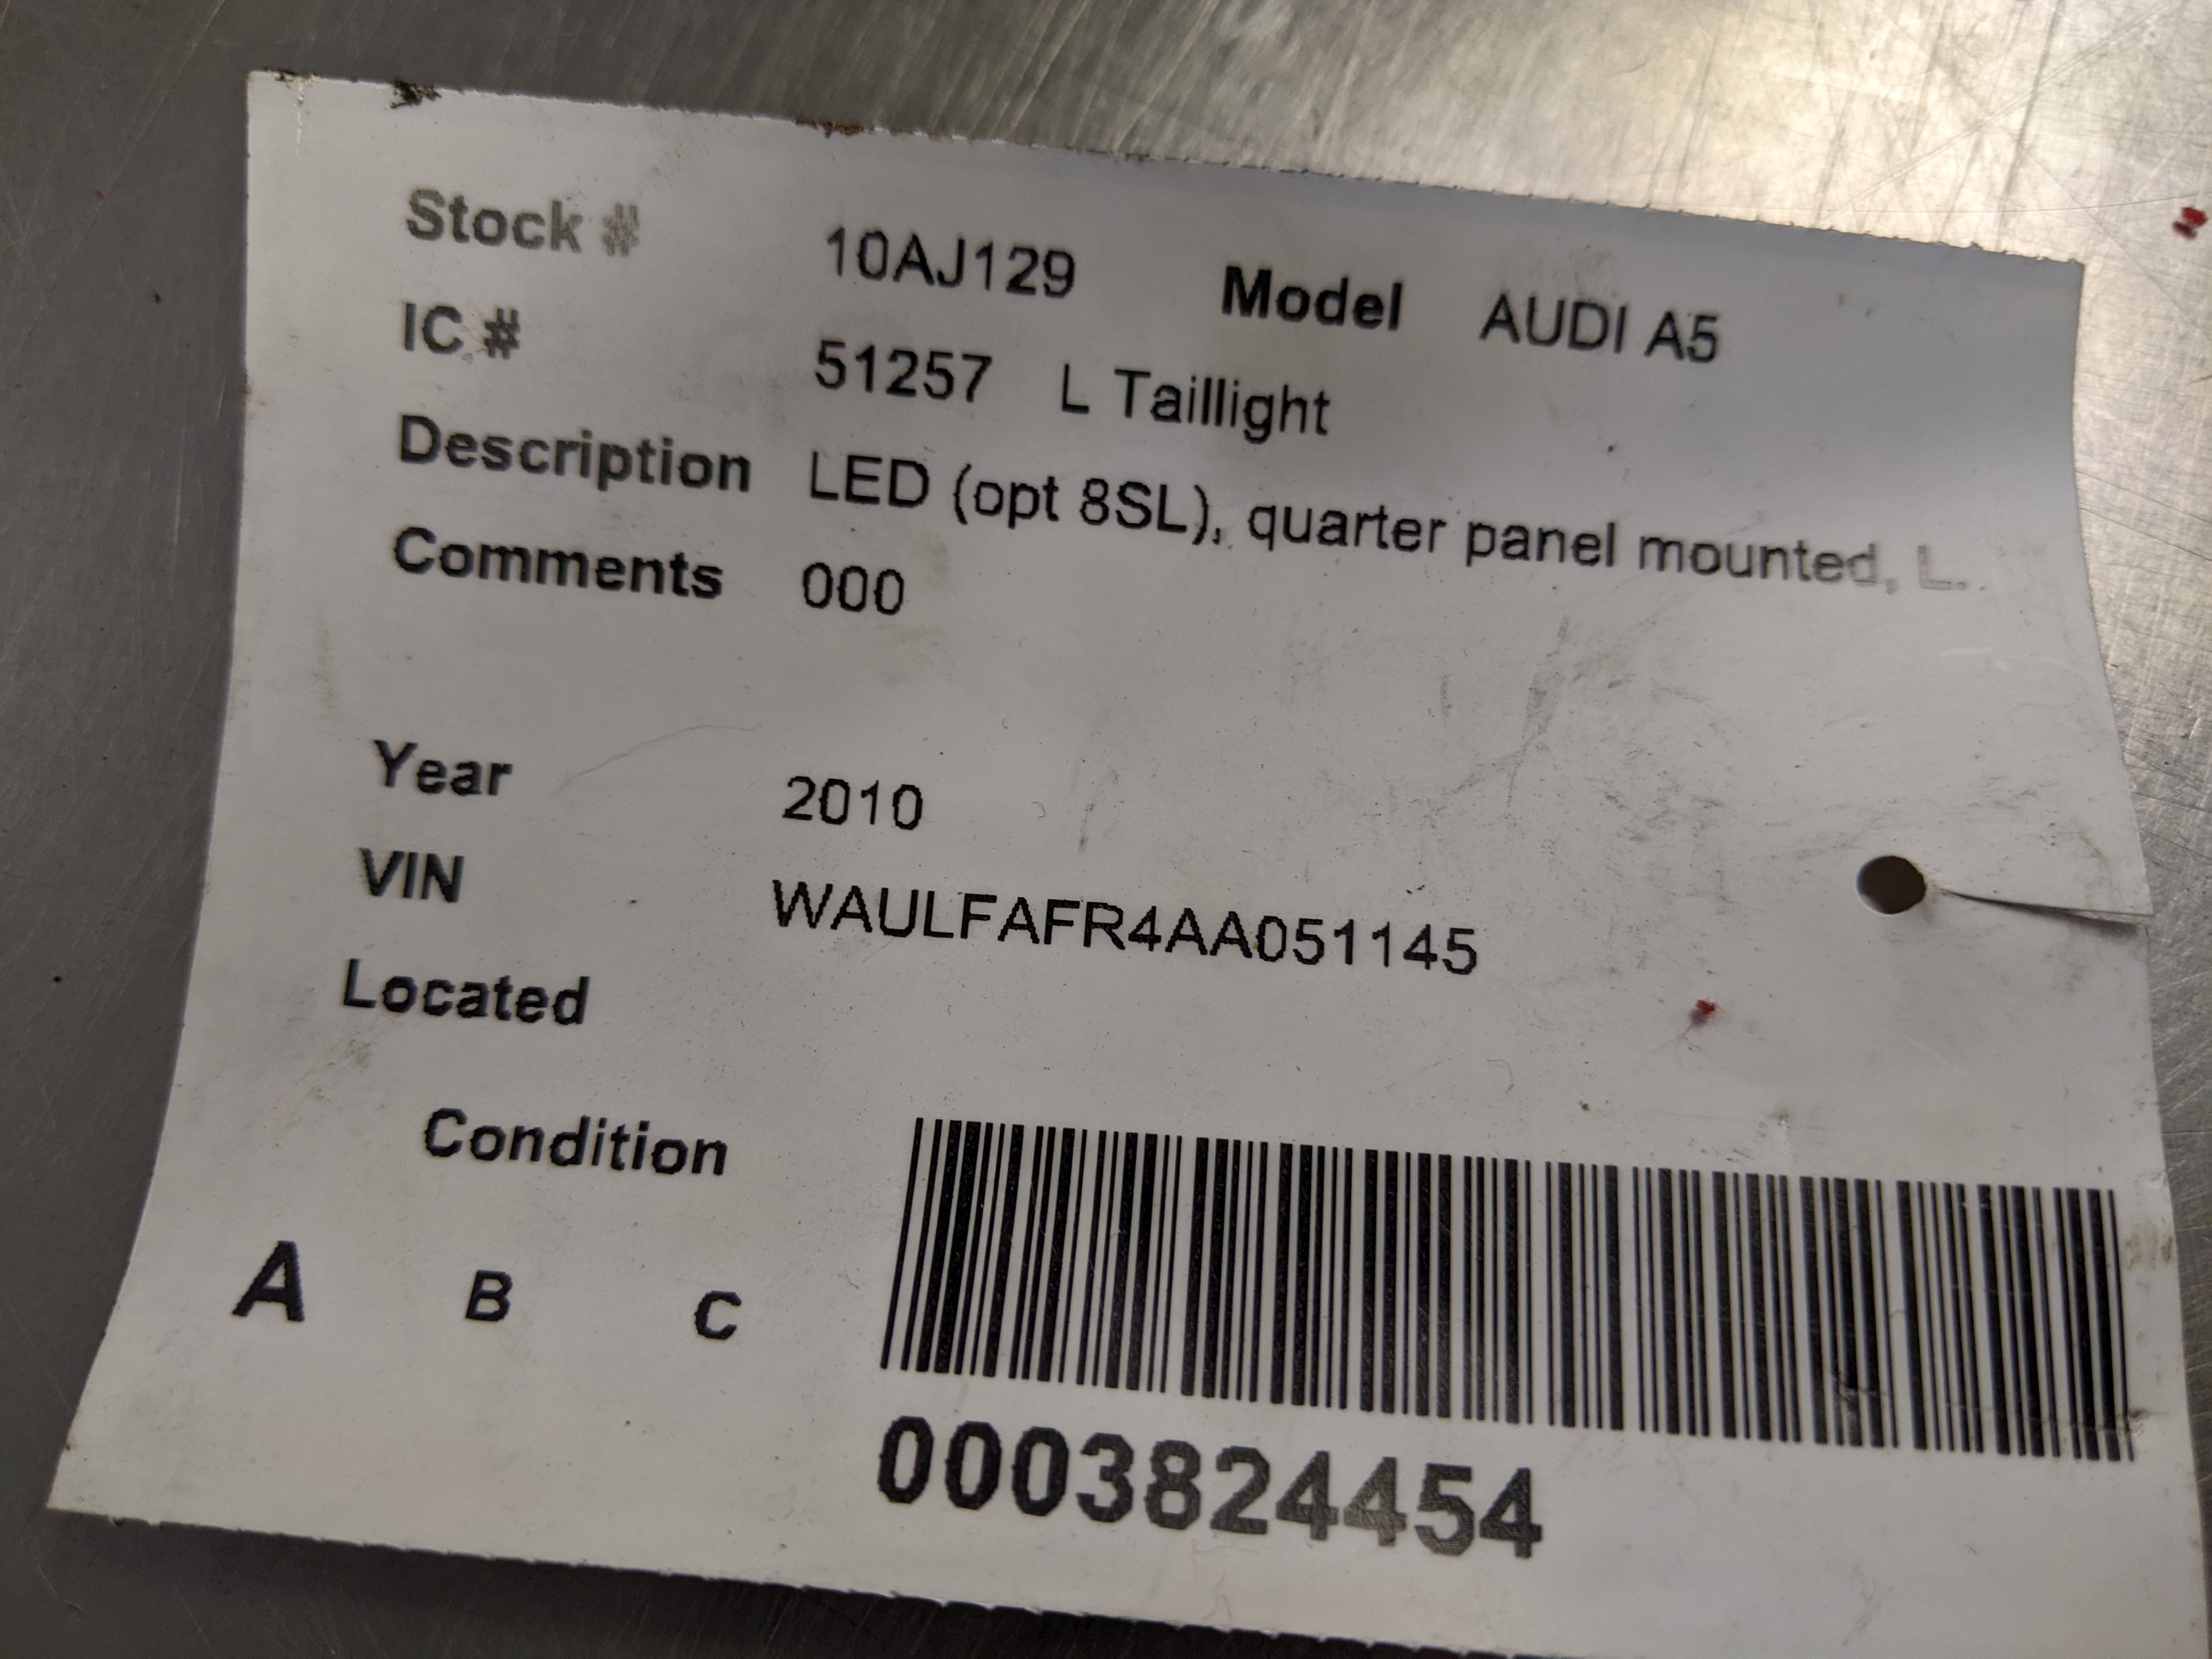 Stock # 10AJ129 Model AUDI A5
IC # 51257 L Taillight
Description LED (opt 8SL), quarter panel mounted, L.
Comments 000
Year 2010
VIN WAULFAFR4AA051145
Located
Condition
A B C
0003824454